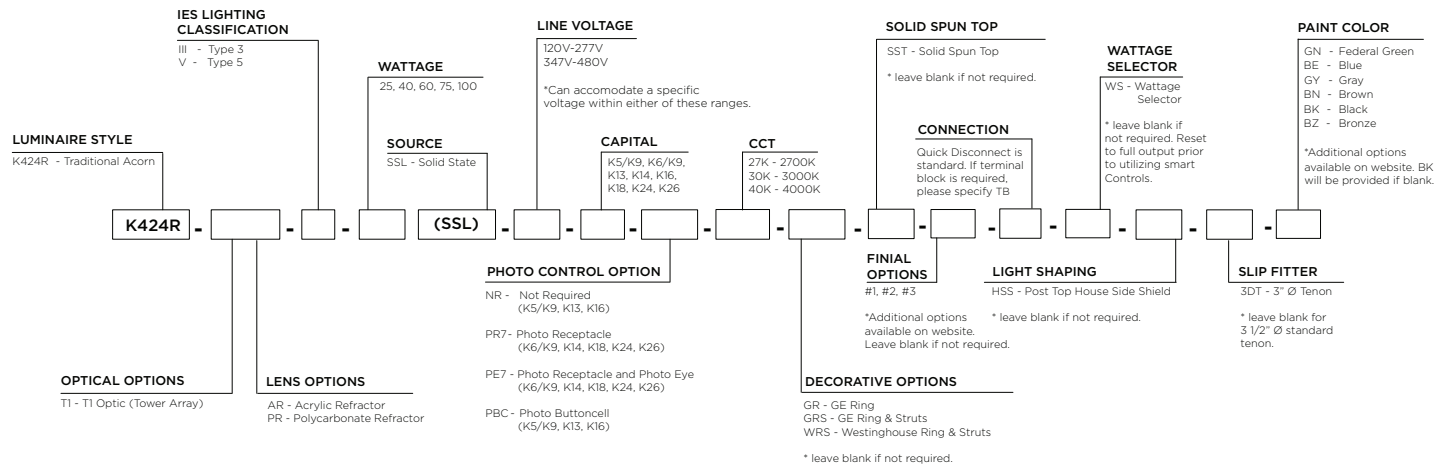 IES LIGHTING
CLASSIFICATION
III - Type 3
V - Type 5
WATTAGE
25, 40, 60, 75, 100
LINE VOLTAGE
120V-277V
347V-480V
*Can accomodate a specific
voltage within either of these ranges.
SOLID SPUN TOP
SST - Solid Spun Top
* leave blank if not required.
WATTAGE
SELECTOR
WS - Wattage
Selector
* leave blank if
not required. Reset
to full output prior
to utilizing smart
Controls.
PAINT COLOR
GN - Federal Green
BE - Blue
GY - Gray
BN - Brown
BK - Black
BZ - Bronze
*Additional options
available on website. BK
will be provided if blank.
LUMINAIRE STYLE
K424R - Traditional Acorn
SOURCE
SSL - Solid State
CAPITAL
K5/K9, K6/K9,
K13, K14, K16,
K18, K24, K26
CCT
27K - 2700K
30K - 3000K
40K - 4000K
CONNECTION
Quick Disconnect is
standard. If terminal
block is required,
please specify TB
K424R - - - (SSL) - - - - - - - - - - - -
OPTICAL OPTIONS
T1 - T1 Optic (Tower Array)
LENS OPTIONS
AR - Acrylic Refractor
PR - Polycarbonate Refractor
PHOTO CONTROL OPTION
NR - Not Required
(K5/K9, K13, K16)
PR7 - Photo Receptacle
(K6/K9, K14, K18, K24, K26)
PE7 - Photo Receptacle and Photo Eye
(K6/K9, K14, K18, K24, K26)
PBC - Photo Buttoncell
(K5/K9, K13, K16)
DECORATIVE OPTIONS
GR - GE Ring
GRS - GE Ring & Struts
WRS - Westinghouse Ring & Struts
* leave blank if not required.
FINIAL
OPTIONS
#1, #2, #3
*Additional options
available on website.
Leave blank if not required.
LIGHT SHAPING
HSS - Post Top House Side Shield
* leave blank if not required.
SLIP FITTER
3DT - 3" Ø Tenon
* leave blank for
3 1/2" Ø standard
tenon.